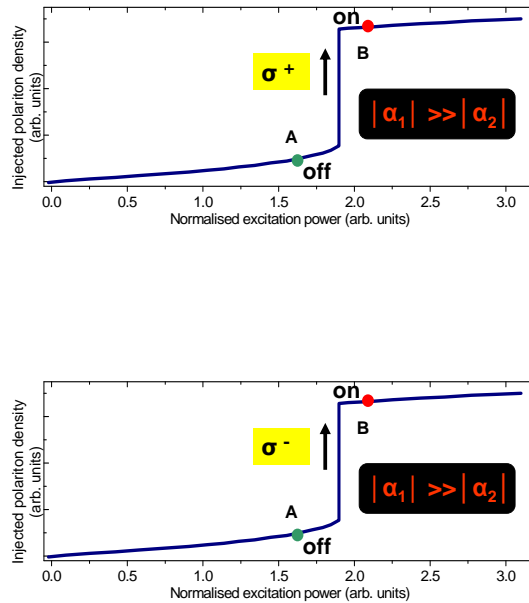 on
B
σ +
|α1| >>|α2|
A
off
Injected polariton density
(arb. units)
0.0 0.5 1.0 1.5 2.0 2.5 3.0
Normalised excitation power (arb. units)
on
B
σ -
|α1| >>|α2|
A
off
Injected polariton density
(arb. units)
0.0 0.5 1.0 1.5 2.0 2.5 3.0
Normalised excitation power (arb. units)